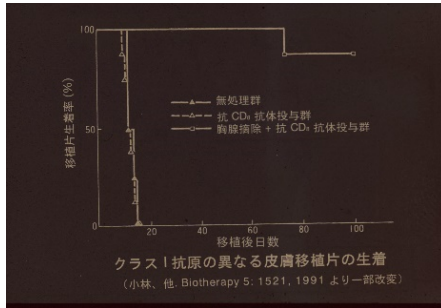 100
移植片生着率 (%)
無処理群
抗 CD₈ 抗体投与群
胸腺摘除 + 抗 CD₈ 抗体投与群
50
0
20
40
60
80
100
移植後日数
クラス I 抗原の異なる皮膚移植片の生着
(小林、他. Biotherapy 5: 1521, 1991 より一部改変)